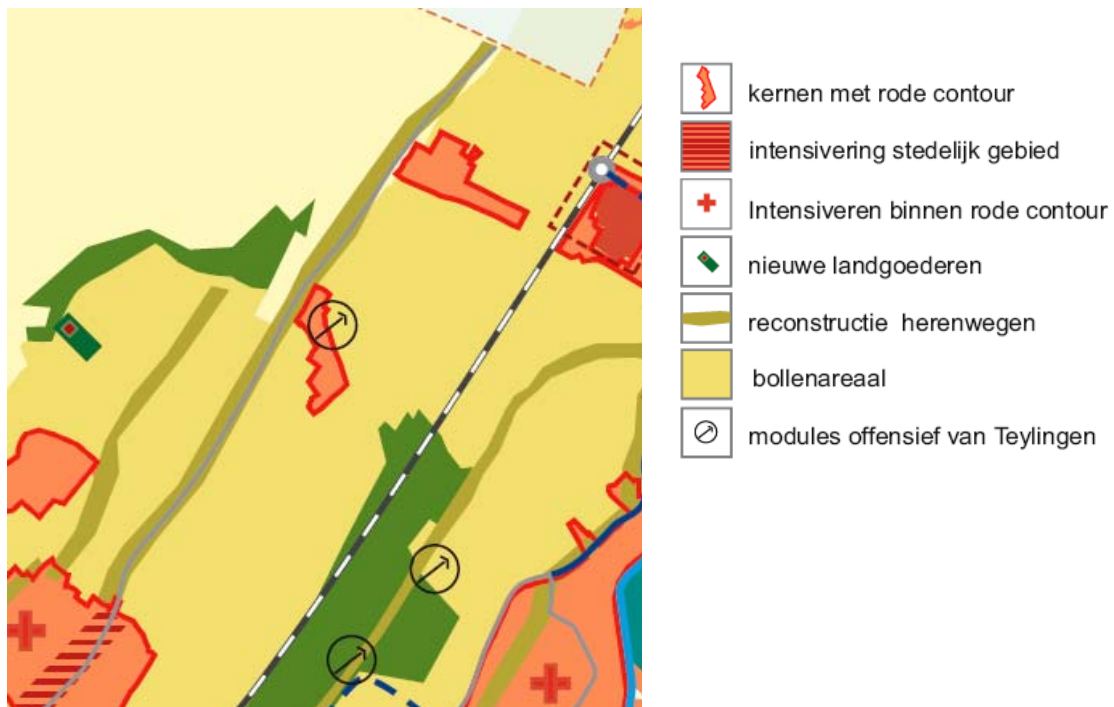 kernen met rode contour
intensivering stedelijk gebied
Intensiveren binnen rode contour
nieuwe landgoederen
reconstructie herenwegen
bollenareaal
modules offensief van Teylingen